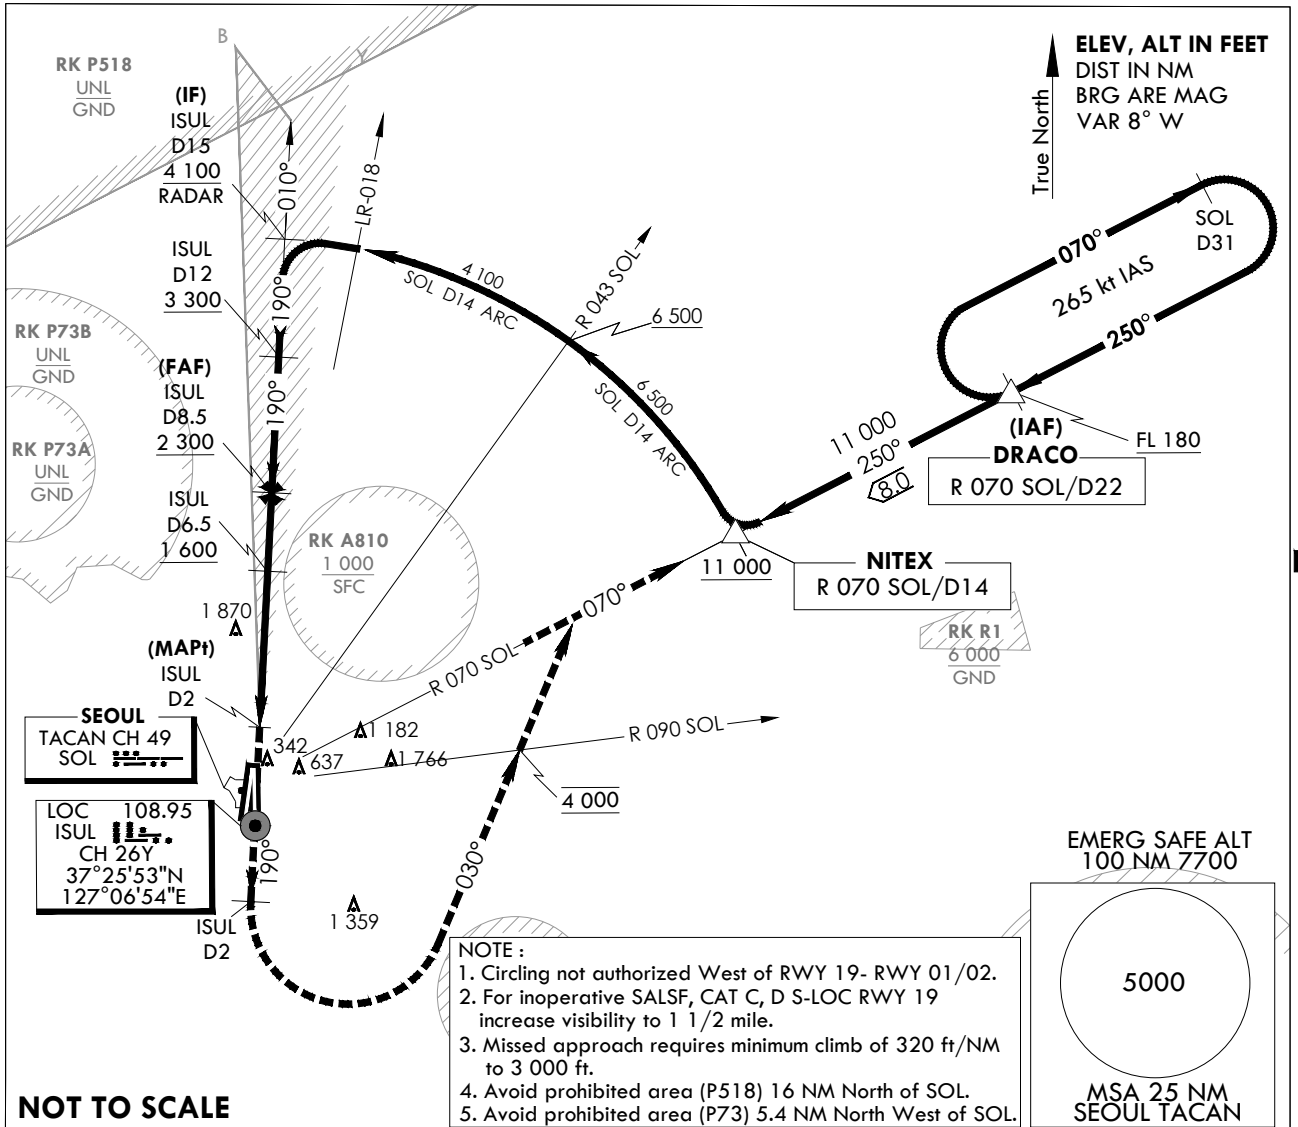 B
RK P518
UNL
GND
Y
(IF)
ISUL
D15
4 100
RADAR
010°
LR-018
ELEV, ALT IN FEET
DIST IN NM
BRG ARE MAG
VAR 8° W
True North
SOL
D31
070°
265 kt IAS
250°
ISUL
D12
3 300
190°
4 100
SOL D14 ARC
R 043 SOL
6 500
RK P73B
UNL
GND
(FAF)
ISUL
D8.5
2 300
190°
6 500
SOL D14 ARC
11 000
250°
8.0
(IAF)
DRACO
R 070 SOL/D22
FL 180
RK P73A
UNL
GND
ISUL
D6.5
1 600
RK A810
1 000
SFC
11 000
NITEX
R 070 SOL/D14
RK R1
6 000
GND
070°
R 070 SOL
1 870
(MAPt)
ISUL
D2
SEOUL
TACAN CH 49
SOL
342
637
1 182
1 766
R 090 SOL
4 000
LOC 108.95
ISUL
CH 26Y
37°25'53"N
127°06'54"E
190°
030°
ISUL
D2
1 359
EMERG SAFE ALT
100 NM 7700
5000
MSA 25 NM
SEOUL TACAN
NOTE :
1. Circling not authorized West of RWY 19- RWY 01/02.
2. For inoperative SALSF, CAT C, D S-LOC RWY 19
increase visibility to 1 1/2 mile.
3. Missed approach requires minimum climb of 320 ft/NM
to 3 000 ft.
4. Avoid prohibited area (P518) 16 NM North of SOL.
5. Avoid prohibited area (P73) 5.4 NM North West of SOL.
NOT TO SCALE